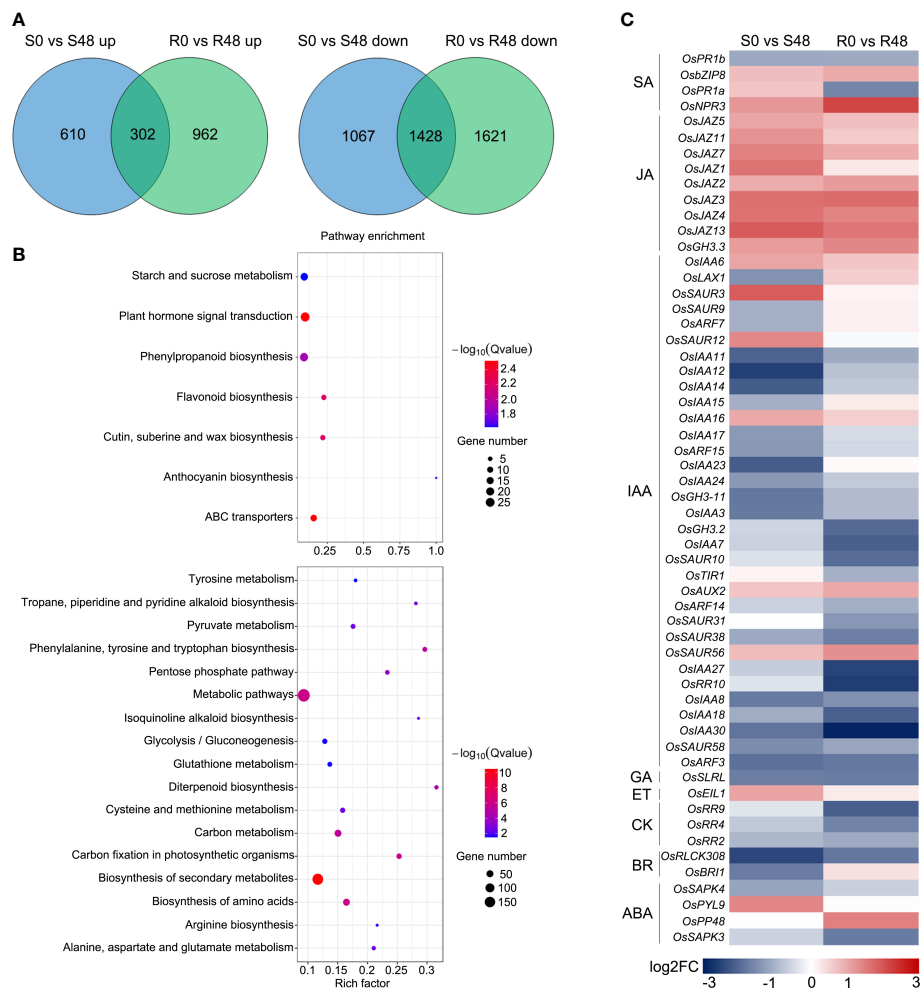 A
S0 vs S48 up
R0 vs R48 up
610
302
962
S0 vs S48 down
R0 vs R48 down
1067
1428
1621
B
Pathway enrichment
Starch and sucrose metabolism
Plant hormone signal transduction
Phenylpropanoid biosynthesis
Flavonoid biosynthesis
Cutin, suberine and wax biosynthesis
Anthocyanin biosynthesis
ABC transporters
0.25 0.5 0.75 1.0
−log10(Qvalue)
2.4
2.2
2.0
1.8
Gene number
5
10
15
20
25
Tyrosine metabolism
Tropane, piperidine and pyridine alkaloid biosynthesis
Pyruvate metabolism
Phenylalanine, tyrosine and tryptophan biosynthesis
Pentose phosphate pathway
Metabolic pathways
Isoquinoline alkaloid biosynthesis
Glycolysis / Gluconeogenesis
Glutathione metabolism
Diterpenoid biosynthesis
Cysteine and methionine metabolism
Carbon metabolism
Carbon fixation in photosynthetic organisms
Biosynthesis of secondary metabolites
Biosynthesis of amino acids
Arginine biosynthesis
Alanine, aspartate and glutamate metabolism
0.1 0.15 0.2 0.25 0.3
Rich factor
−log10(Qvalue)
10
8
6
4
2
Gene number
50
100
150
C
S0 vs S48 R0 vs R48
SA
OsPR1b
OsbZIP8
OsPR1a
OsNPR3
JA
OsJAZ5
OsJAZ11
OsJAZ7
OsJAZ1
OsJAZ2
OsJAZ3
OsJAZ4
OsJAZ13
OsGH3.3
IAA
OsIAA6
OsLAX1
OsSAUR3
OsSAUR9
OsARF7
OsSAUR12
OsIAA11
OsIAA12
OsIAA14
OsIAA15
OsIAA16
OsIAA17
OsARF15
OsIAA23
OsIAA24
OsGH3-11
OsIAA3
OsGH3.2
OsIAA7
OsSAUR10
OsTIR1
OsAUX2
OsARF14
OsSAUR31
OsSAUR38
OsSAUR56
OsIAA27
OsRR10
OsIAA8
OsIAA18
OsIAA30
OsSAUR58
OsARF3
GA
OsSLRL
ET
OsEIL1
CK
OsRR9
OsRR4
OsRR2
BR
OsRLCK308
OsBRI1
ABA
OsSAPK4
OsPYL9
OsPP48
OsSAPK3
log2FC
-3 -1 0 1 3